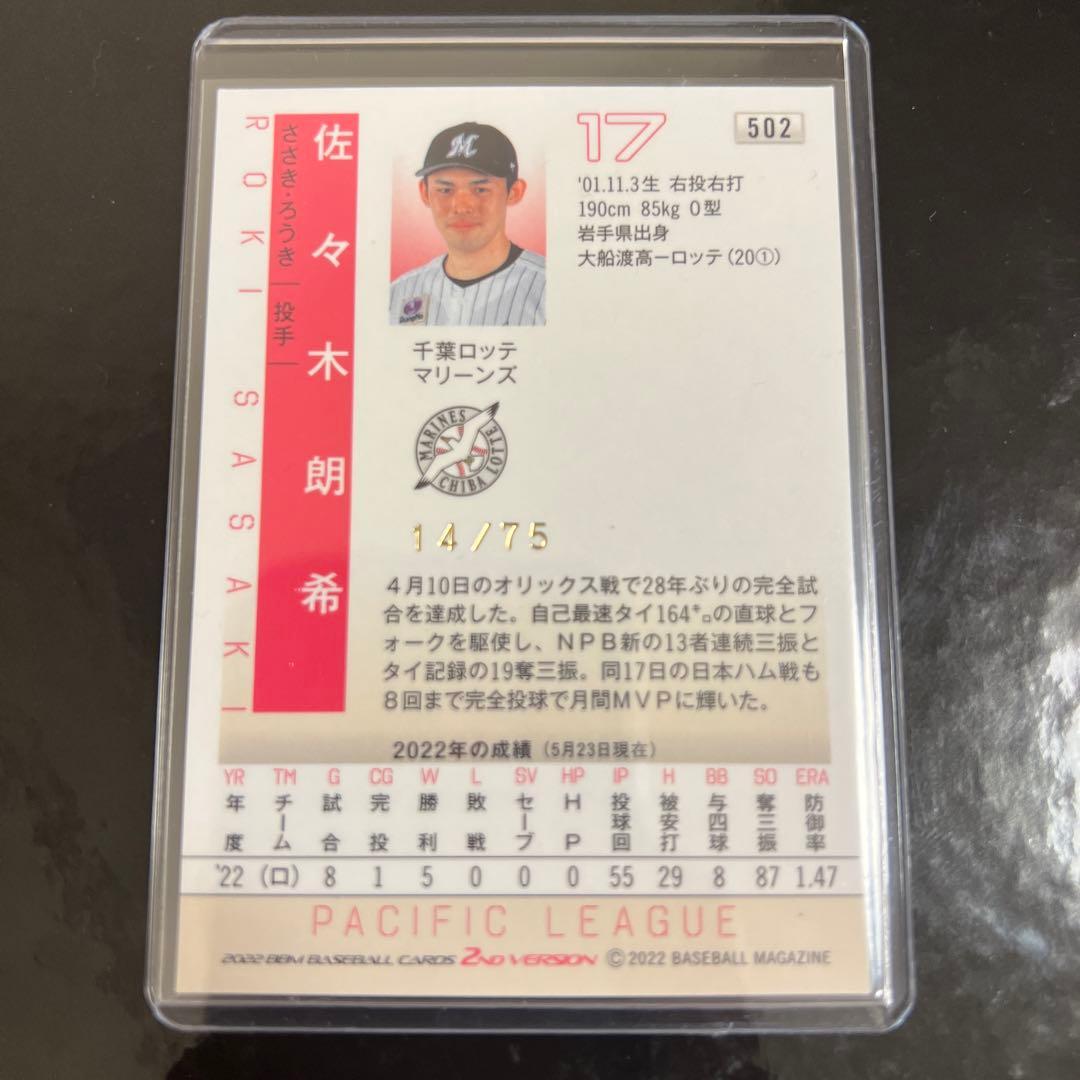 ROKI SASAKI
ささき・ろうき
投手
佐々木朗希
17
502
'01.11.3生 右投右打
190cm 85kg O型
岩手県出身
大船渡高ーロッテ(20①)
千葉ロッテ
マリーンズ
MARINES
CHIBA LOTTE
14/75
4月10日のオリックス戦で28年ぶりの完全試
合を達成した。自己最速タイ164㌔の直球とフ
ォークを駆使し、NPB新の13者連続三振と
タイ記録の19奪三振。同17日の日本ハム戦も
8回まで完全投球で月間MVPに輝いた。
2022年の成績(5月23日現在)
YR TM G CG W L SV HP IP H BB SO ERA
年度 チーム 試合 完投 勝利 敗戦 セーブ HP 投球回 被安打 与四球 奪三振 防御率
'22 (ロ) 8 1 5 0 0 0 55 29 8 87 1.47
PACIFIC LEAGUE
2022 BBM BASEBALL CARDS 2ND VERSION ©2022 BASEBALL MAGAZINE